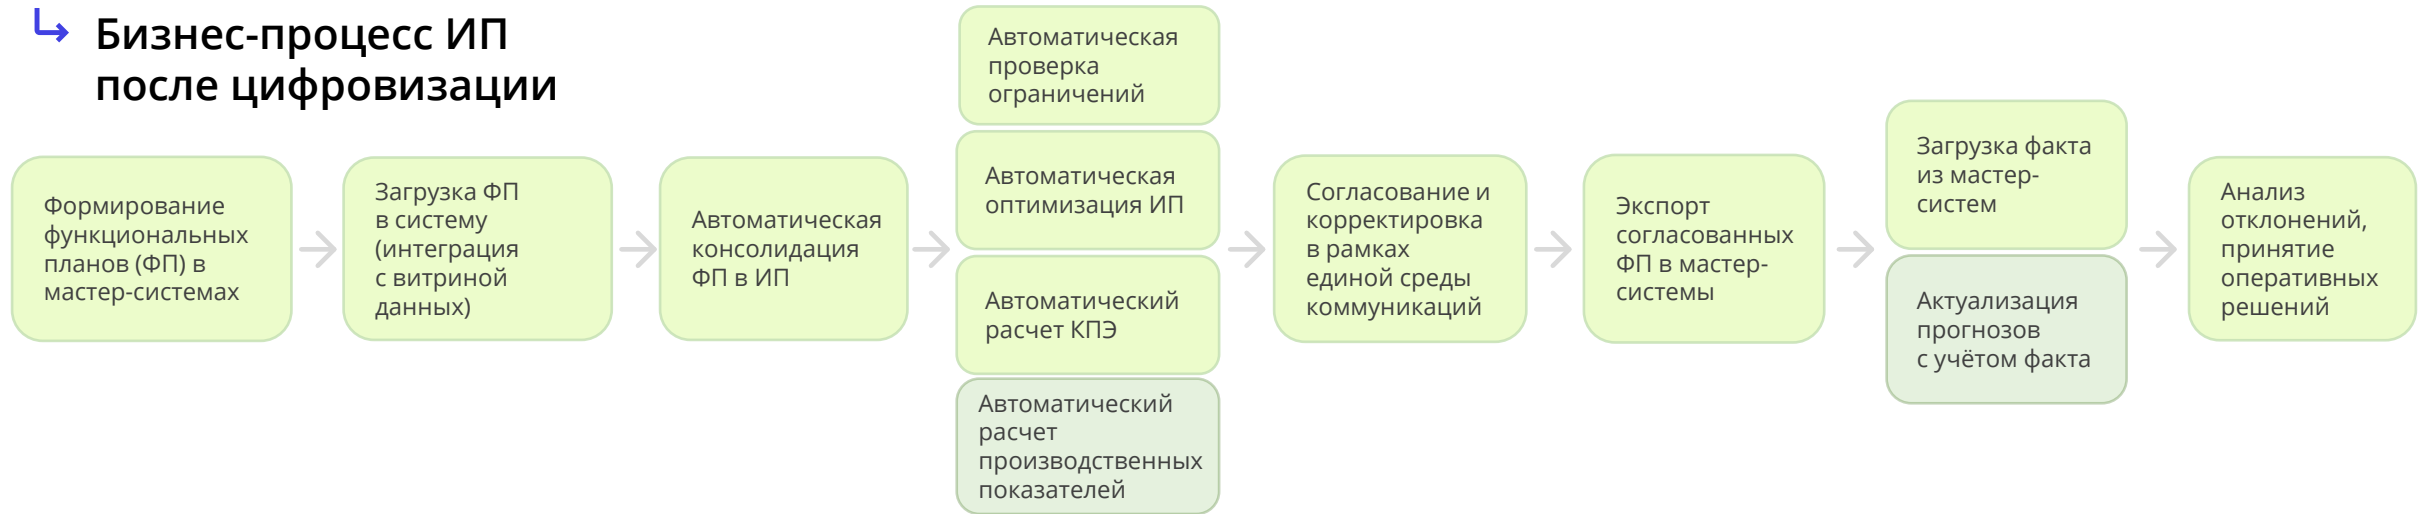 Бизнес-процесс ИП
после цифровизации
Формирование
функциональных
планов (ФП) в
мастер-системах
Загрузка ФП
в систему
(интеграция
с витриной
данных)
Автоматическая
консолидация
ФП в ИП
Автоматическая
проверка
ограничений
Автоматическая
оптимизация ИП
Автоматический
расчет КПЭ
Автоматический
расчет
производственных
показателей
Согласование и
корректировка
в рамках
единой среды
коммуникаций
Экспорт
согласованных
ФП в мастер-
системы
Загрузка факта
из мастер-
систем
Актуализация
прогнозов
с учётом факта
Анализ
отклонений,
принятие
оперативных
решений